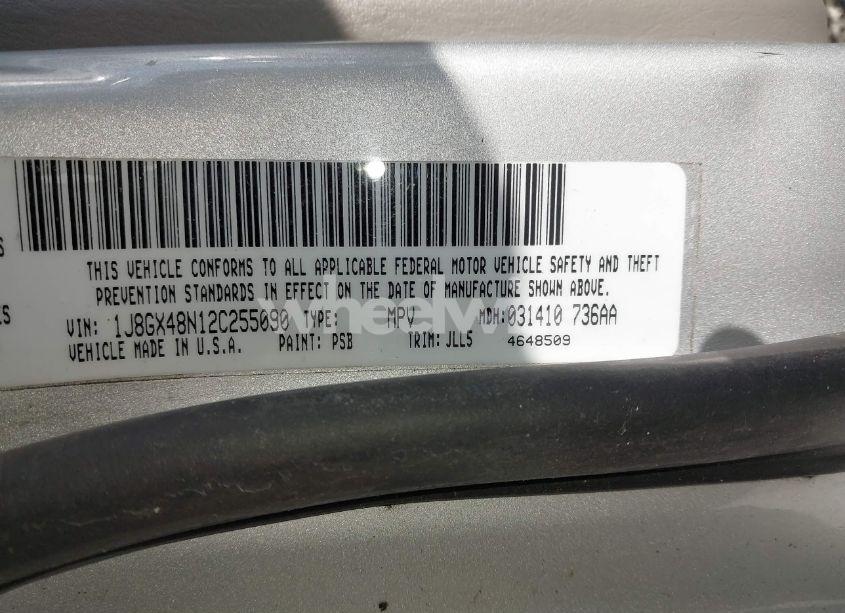 S
THIS VEHICLE CONFORMS TO ALL APPLICABLE FEDERAL MOTOR VEHICLE SAFETY AND THEFT
PREVENTION STANDARDS IN EFFECT ON THE DATE OF MANUFACTURE SHOWN ABOVE.
ES
VIN: 1J8GX48N12C255090 TYPE: MPV MDH:031410 736AA
VEHICLE MADE IN U.S.A. PAINT: PSB TRIM: JLL5 4648509